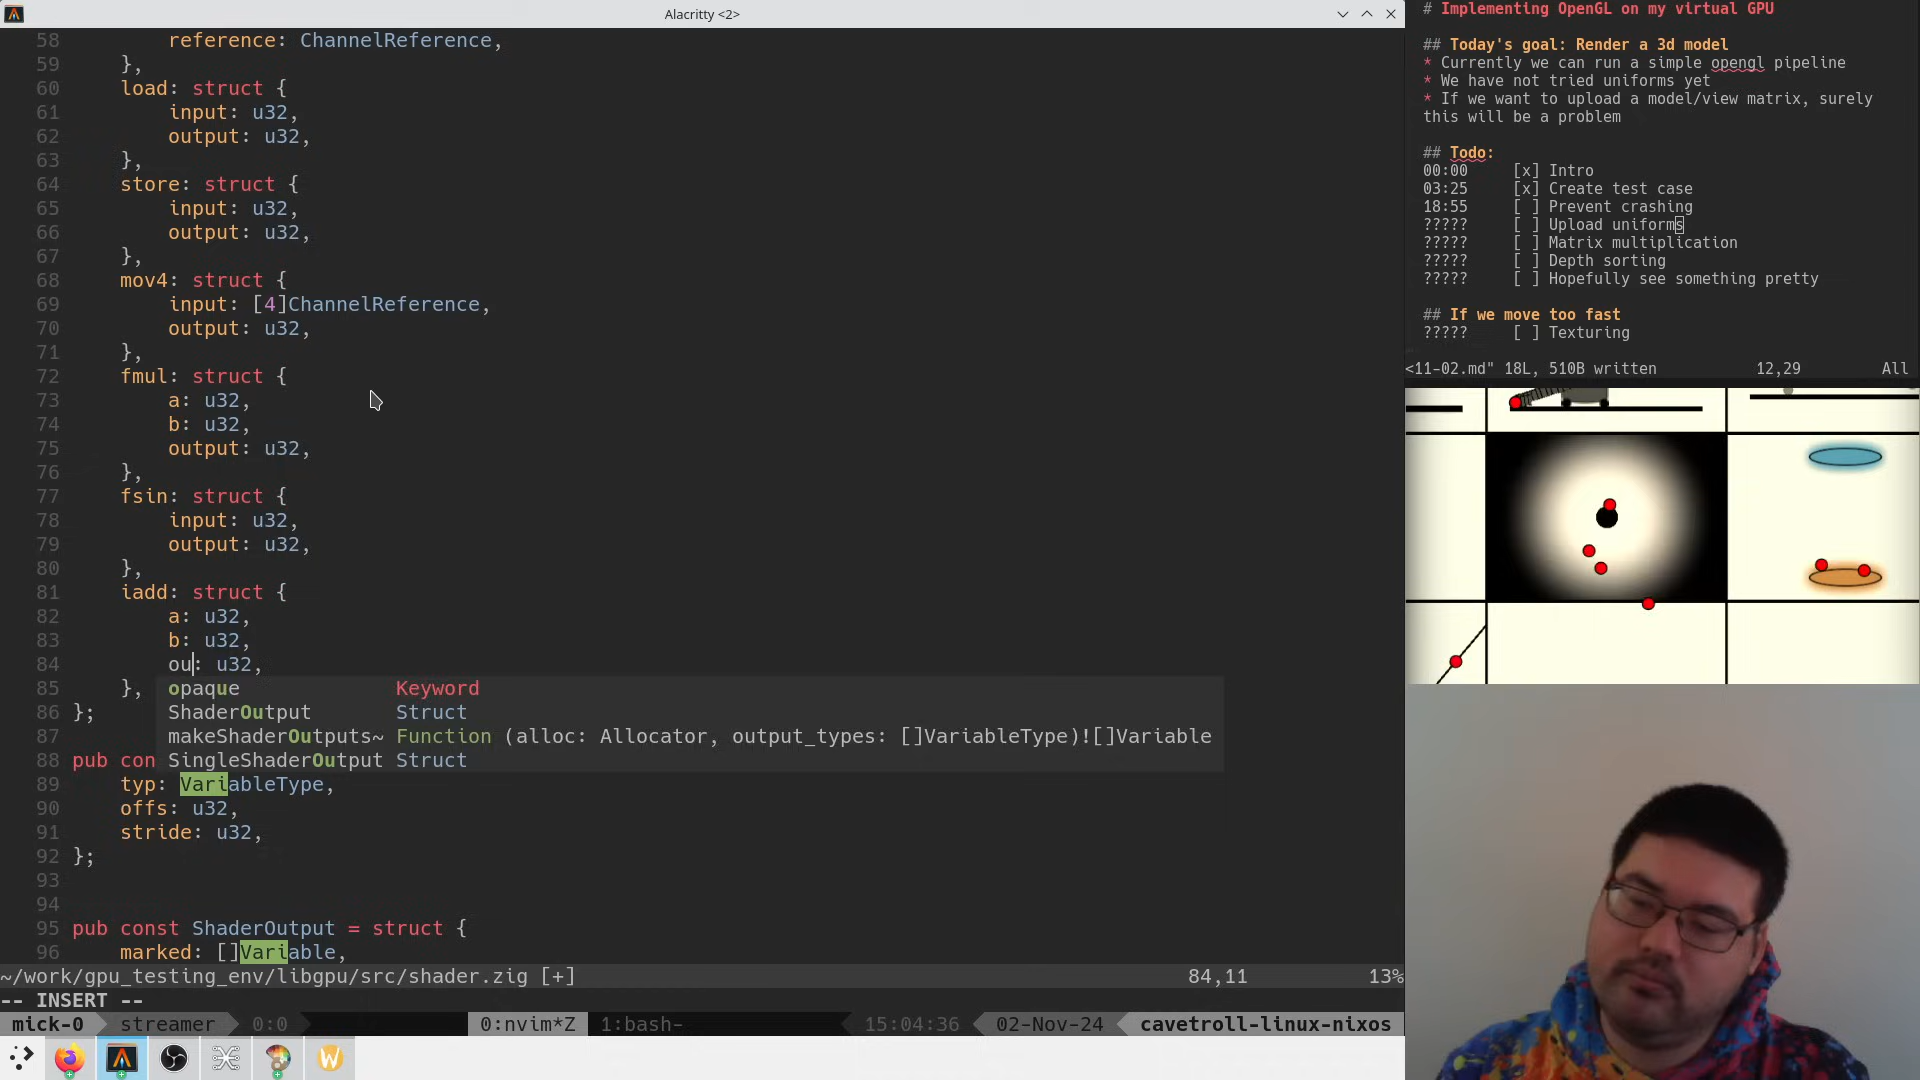 Alacritty <2>
58 reference: ChannelReference,
59 },
60 load: struct {
61 input: u32,
62 output: u32,
63 },
64 store: struct {
65 input: u32,
66 output: u32,
67 },
68 mov4: struct {
69 input: [4]ChannelReference,
70 output: u32,
71 },
72 fmul: struct {
73 a: u32,
74 b: u32,
75 output: u32,
76 },
77 fsin: struct {
78 input: u32,
79 output: u32,
80 },
81 iadd: struct {
82 a: u32,
83 b: u32,
84 ou: u32,
85 },
opaque Keyword
86 };
ShaderOutput Struct
87
makeShaderOutputs~ Function (alloc: Allocator, output_types: []VariableType)![]Variable
88 pub con
SingleShaderOutput Struct
89 typ: VariableType,
90 offs: u32,
91 stride: u32,
92 };
93
94
95 pub const ShaderOutput = struct {
96 marked: []Variable,
~/work/gpu_testing_env/libgpu/src/shader.zig [+] 84,11 13%
-- INSERT --
mick-0 streamer 0:0 0:nvim*Z 1:bash- 15:04:36 02-Nov-24 cavetroll-linux-nixos
# Implementing OpenGL on my virtual GPU
## Today's goal: Render a 3d model
* Currently we can run a simple opengl pipeline
* We have not tried uniforms yet
* If we want to upload a model/view matrix, surely
this will be a problem
## Todo:
00:00 [x] Intro
03:25 [x] Create test case
18:55 [ ] Prevent crashing
????? [ ] Upload uniforms
????? [ ] Matrix multiplication
????? [ ] Depth sorting
????? [ ] Hopefully see something pretty
## If we move too fast
????? [ ] Texturing
<11-02.md" 18L, 510B written 12,29 All
W